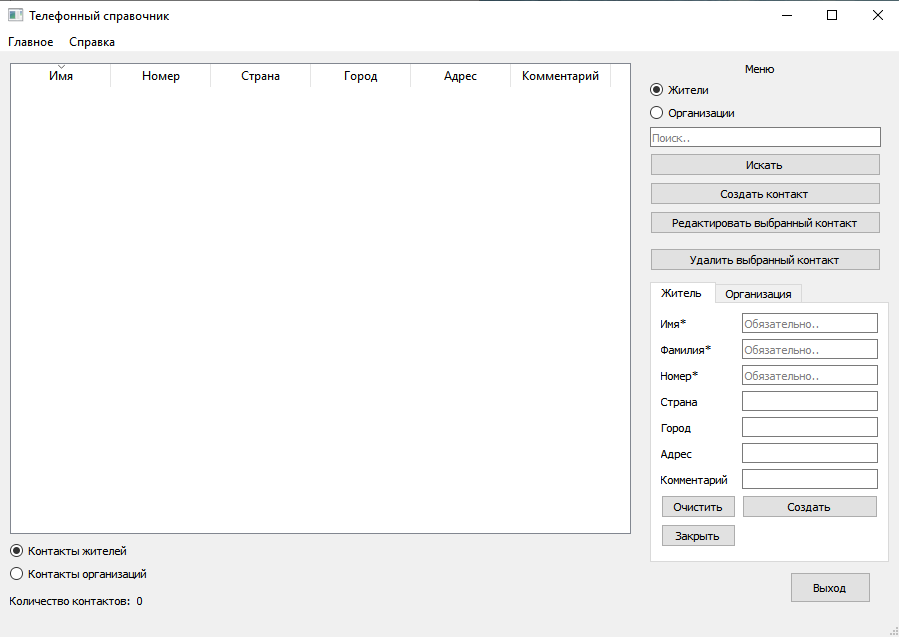 Телефонный справочник
Главное Справка
Имя Номер Страна Город Адрес Комментарий
Меню
Жители
Организации
Поиск..
Искать
Создать контакт
Редактировать выбранный контакт
Удалить выбранный контакт
Житель Организация
Имя* Обязательно..
Фамилия* Обязательно..
Номер* Обязательно..
Страна
Город
Адрес
Комментарий
Очистить Создать
Закрыть
Контакты жителей
Контакты организаций
Количество контактов: 0
Выход